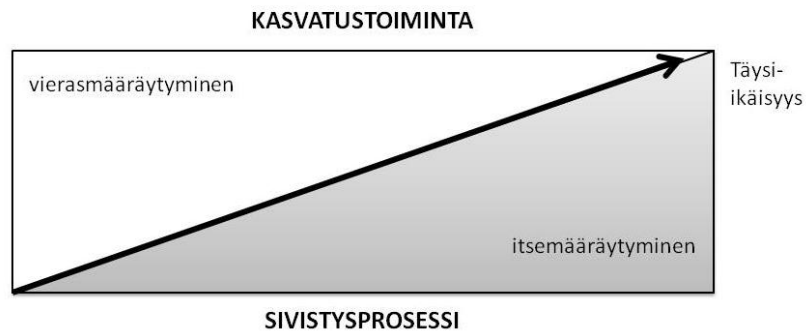 KASVATUSTOIMINTA
vierasmääräytyminen
Täysi-
ikäisyys
itsemääräytyminen
SIVISTYSPROSESSI